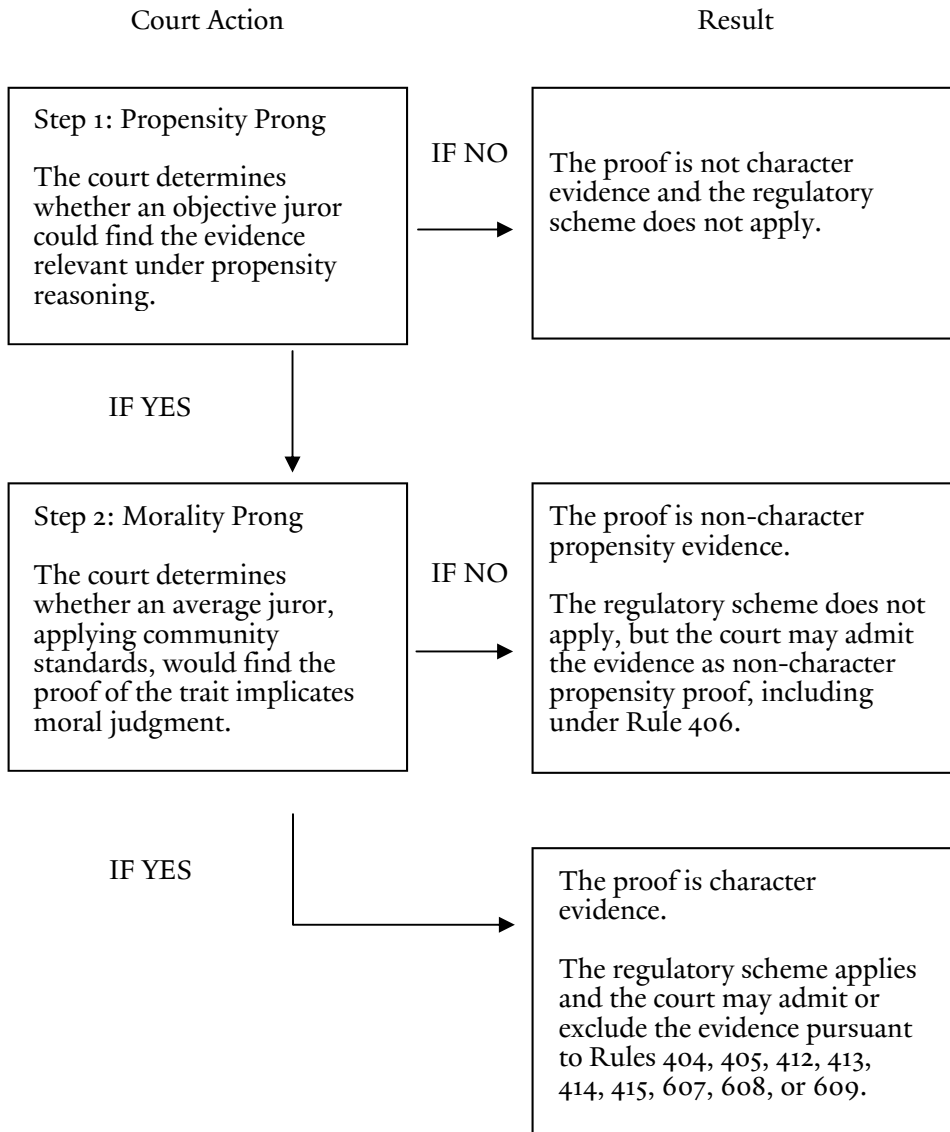 Court Action
Result
Step 1: Propensity Prong
The court determines
whether an objective juror
could find the evidence
relevant under propensity
reasoning.
IF NO
The proof is not character
evidence and the regulatory
scheme does not apply.
IF YES
Step 2: Morality Prong
The court determines
whether an average juror,
applying community
standards, would find the
proof of the trait implicates
moral judgment.
IF NO
The proof is non-character
propensity evidence.
The regulatory scheme does not
apply, but the court may admit
the evidence as non-character
propensity proof, including
under Rule 406.
IF YES
The proof is character
evidence.
The regulatory scheme applies
and the court may admit or
exclude the evidence pursuant
to Rules 404, 405, 412, 413,
414, 415, 607, 608, or 609.